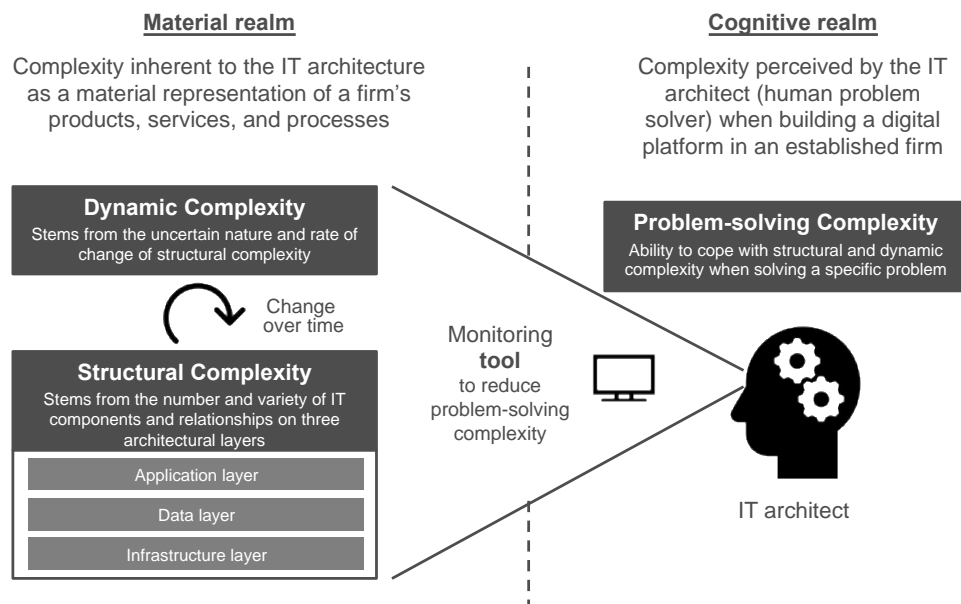 Material realm
Complexity inherent to the IT architecture
as a material representation of a firm's
products, services, and processes
Dynamic Complexity
Stems from the uncertain nature and rate of
change of structural complexity
Change
over time
Structural Complexity
Stems from the number and variety of IT
components and relationships on three
architectural layers
Application layer
Data layer
Infrastructure layer
Monitoring
tool
to reduce
problem-solving
complexity
Cognitive realm
Complexity perceived by the IT
architect (human problem
solver) when building a digital
platform in an established firm
Problem-solving Complexity
Ability to cope with structural and dynamic
complexity when solving a specific problem
IT architect